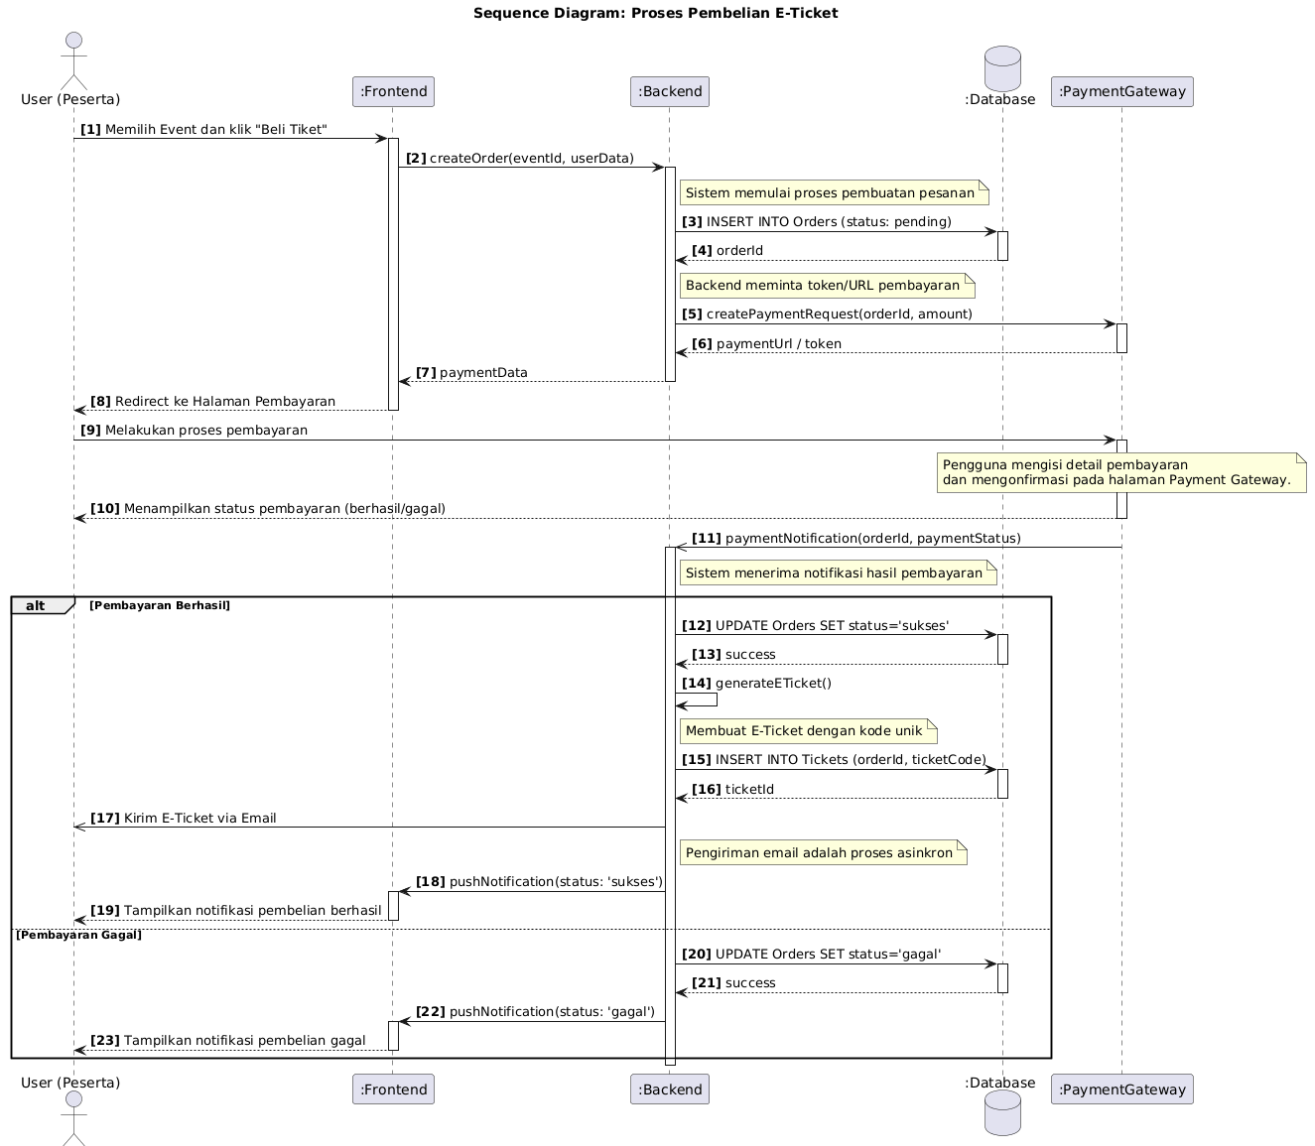 Sequence Diagram: Proses Pembelian E-Ticket
User (Peserta)
:Frontend
:Backend
:Database
:PaymentGateway
[1] Memilih Event dan klik "Beli Tiket"
[2] createOrder(eventId, userData)
Sistem memulai proses pembuatan pesanan
[3] INSERT INTO Orders (status: pending)
[4] orderId
Backend meminta token/URL pembayaran
[5] createPaymentRequest(orderId, amount)
[6] paymentUrl / token
[7] paymentData
[8] Redirect ke Halaman Pembayaran
[9] Melakukan proses pembayaran
Pengguna mengisi detail pembayaran
dan mengonfirmasi pada halaman Payment Gateway.
[10] Menampilkan status pembayaran (berhasil/gagal)
[11] paymentNotification(orderId, paymentStatus)
Sistem menerima notifikasi hasil pembayaran
alt [Pembayaran Berhasil]
[12] UPDATE Orders SET status='sukses'
[13] success
[14] generateETicket()
Membuat E-Ticket dengan kode unik
[15] INSERT INTO Tickets (orderId, ticketCode)
[16] ticketId
[17] Kirim E-Ticket via Email
Pengiriman email adalah proses asinkron
[18] pushNotification(status: 'sukses')
[19] Tampilkan notifikasi pembelian berhasil
[Pembayaran Gagal]
[20] UPDATE Orders SET status='gagal'
[21] success
[22] pushNotification(status: 'gagal')
[23] Tampilkan notifikasi pembelian gagal
User (Peserta)
:Frontend
:Backend
:Database
:PaymentGateway